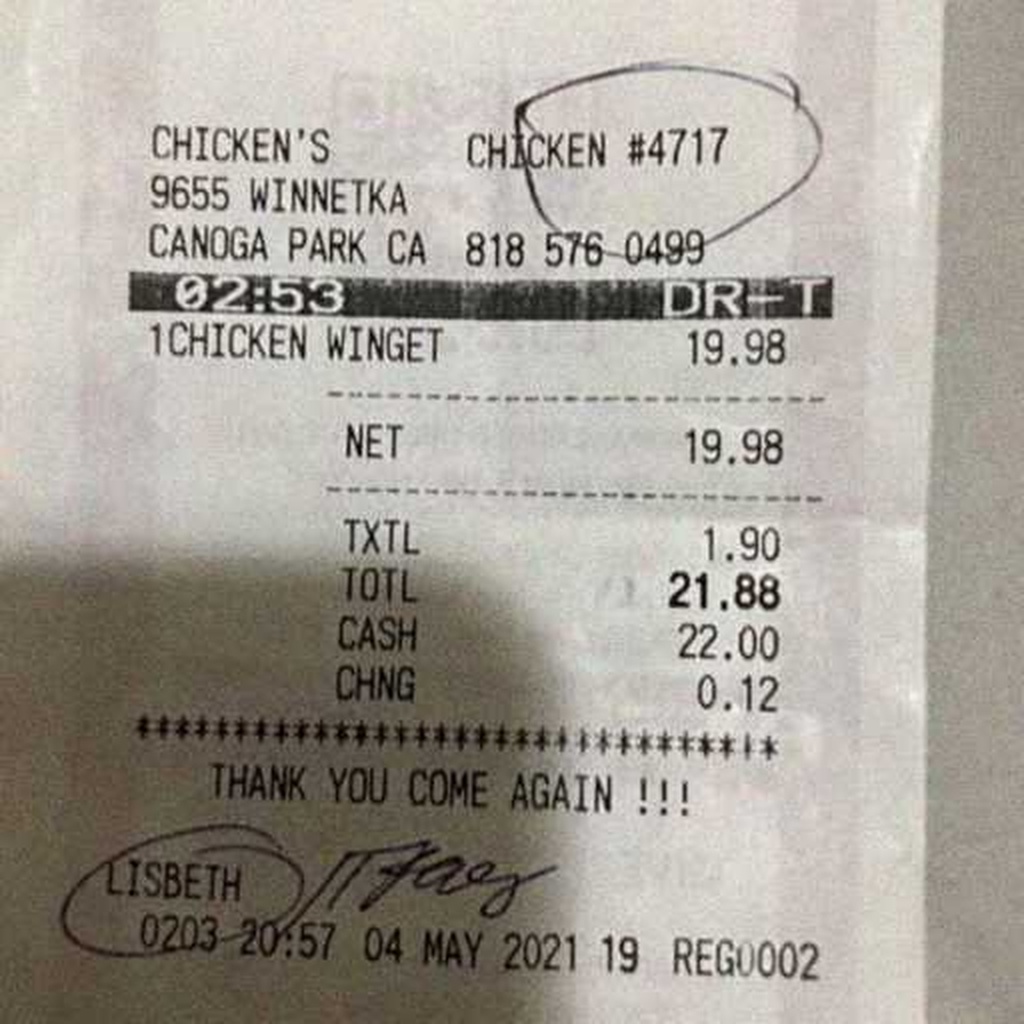 CHICKEN'S CHICKEN #4717
9655 WINNETKA
CANOGA PARK CA 818 576 0499
02:53 DR-T
1CHICKEN WINGET 19.98
NET 19.98
TXTL 1.90
TOTL 21.88
CASH 22.00
CHNG 0.12
THANK YOU COME AGAIN !!!
LISBETH
0203 20:57 04 MAY 2021 19 REG0002